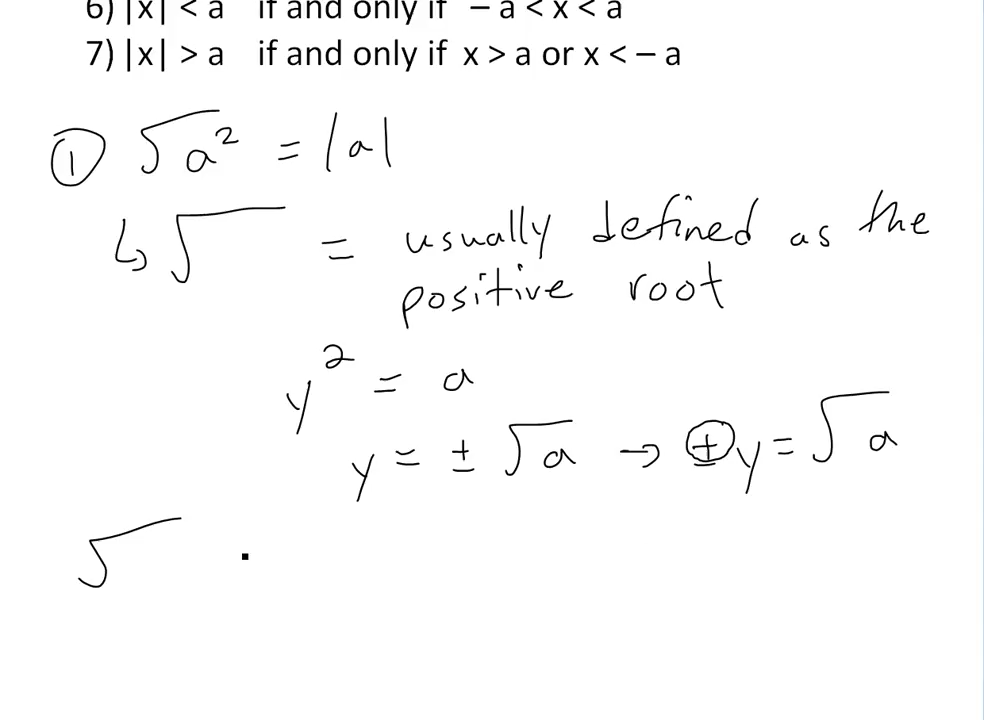 6) |x| < a if and only if – a < x < a
7) |x| > a if and only if x > a or x < – a
① √a² = |a|
↳ √ = usually defined as the
positive root
y² = a
y = ± √a → ±y = √a
√